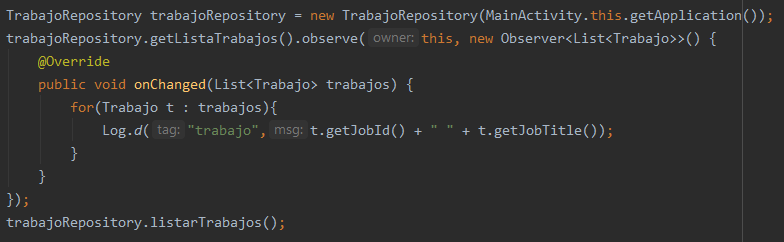 TrabajoRepository trabajoRepository = new TrabajoRepository(MainActivity.this.getApplication());
trabajoRepository.getListaTrabajos().observe( owner: this, new Observer<List<Trabajo>>() {
    @Override
    public void onChanged(List<Trabajo> trabajos) {
        for(Trabajo t : trabajos){
            Log.d( tag: "trabajo", msg: t.getJobId() + " " + t.getJobTitle());
        }
    }
});
trabajoRepository.listarTrabajos();